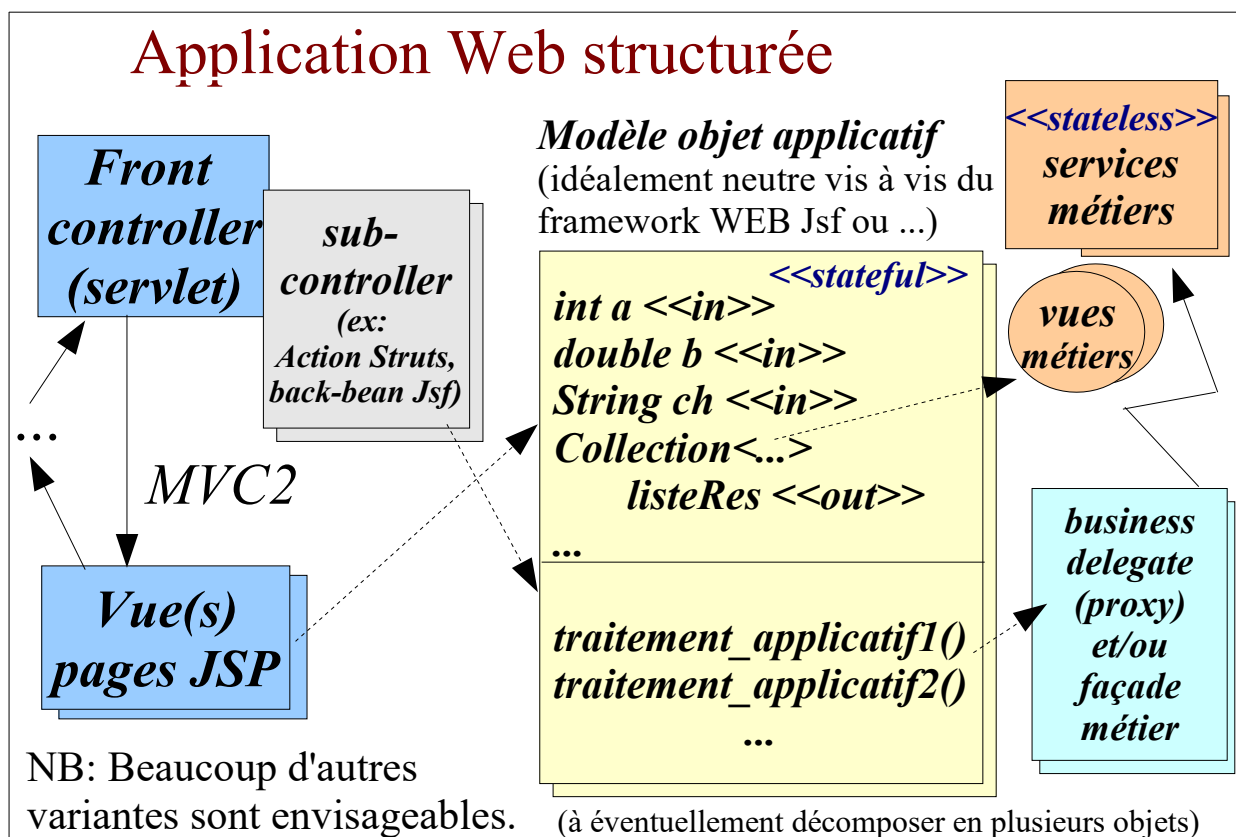 Application Web structurée
Front
controller
(servlet)
sub-
controller
(ex:
Action Struts,
back-bean Jsf)
...
MVC2
Vue(s)
pages JSP
NB: Beaucoup d'autres
variantes sont envisageables.
Modèle objet applicatif
(idéalement neutre vis à vis du
framework WEB Jsf ou ...)
<<stateful>>
int a <<in>>
double b <<in>>
String ch <<in>>
Collection<...>
listeRes <<out>>
...
traitement_applicatif1()
traitement_applicatif2()
...
(à éventuellement décomposer en plusieurs objets)
<<stateless>>
services
métiers
vues
métiers
business
delegate
(proxy)
et/ou
façade
métier